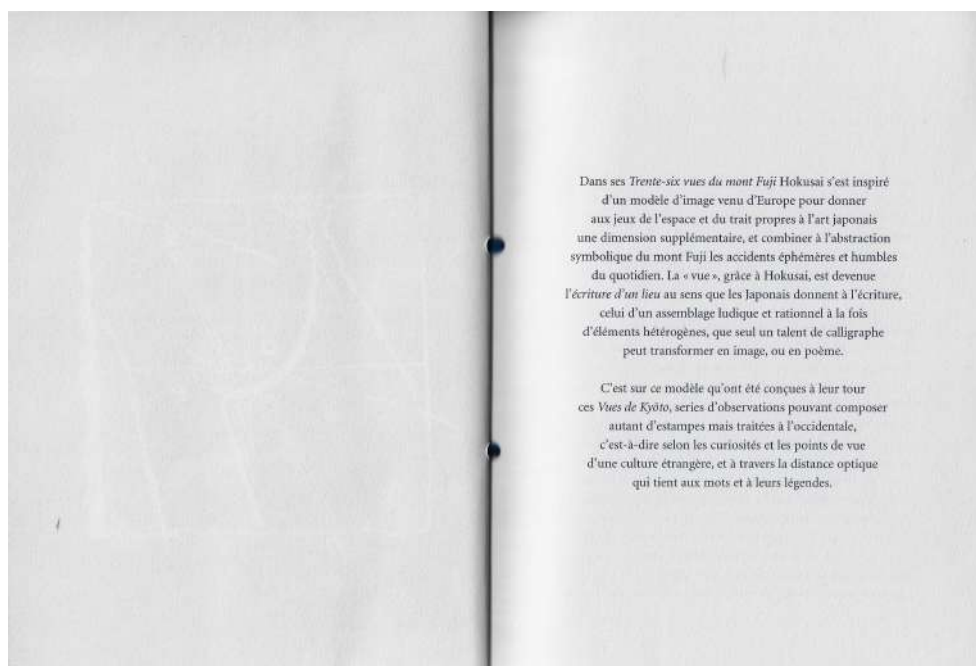 Dans ses Trente-six vues du mont Fuji Hokusai s'est inspiré
d'un modèle d'image venu d'Europe pour donner
aux jeux de l'espace et du trait propres à l'art japonais
une dimension supplémentaire, et combiner à l'abstraction
symbolique du mont Fuji les accidents éphémères et humbles
du quotidien. La « vue », grâce à Hokusai, est devenue
l'écriture d'un lieu au sens que les Japonais donnent à l'écriture,
celui d'un assemblage ludique et rationnel à la fois
d'éléments hétérogènes, que seul un talent de calligraphe
peut transformer en image, ou en poème.
C'est sur ce modèle qu'ont été conçues à leur tour
ces Vues de Kyōto, series d'observations pouvant composer
autant d'estampes mais traitées à l'occidentale,
c'est-à-dire selon les curiosités et les points de vue
d'une culture étrangère, et à travers la distance optique
qui tient aux mots et à leurs légendes.